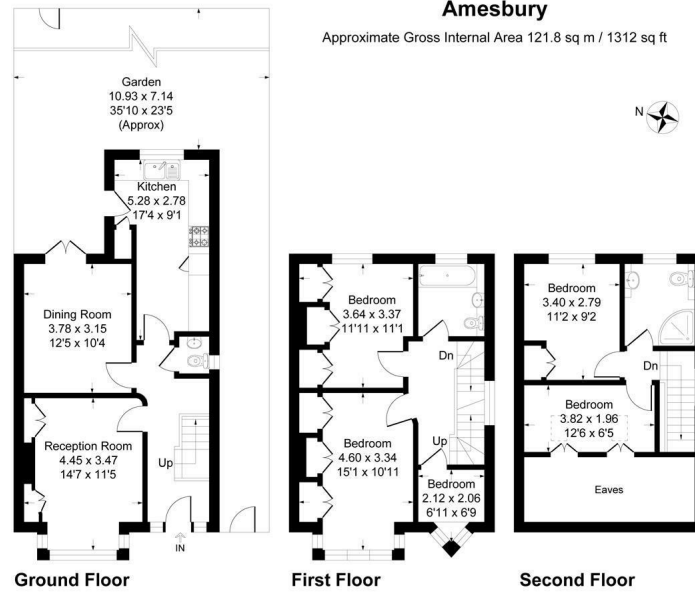 Amesbury
Approximate Gross Internal Area 121.8 sq m / 1312 sq ft
N
Garden
10.93 x 7.14
35'10 x 23'5
(Approx)
Kitchen
5.28 x 2.78
17'4 x 9'1
Dining Room
3.78 x 3.15
12'5 x 10'4
Reception Room
4.45 x 3.47
14'7 x 11'5
Up
IN
Ground Floor
Bedroom
3.64 x 3.37
11'11 x 11'1
Dn
Bedroom
4.60 x 3.34
15'1 x 10'11
Up
Bedroom
2.12 x 2.06
6'11 x 6'9
First Floor
Bedroom
3.40 x 2.79
11'2 x 9'2
Dn
Bedroom
3.82 x 1.96
12'6 x 6'5
Eaves
Second Floor